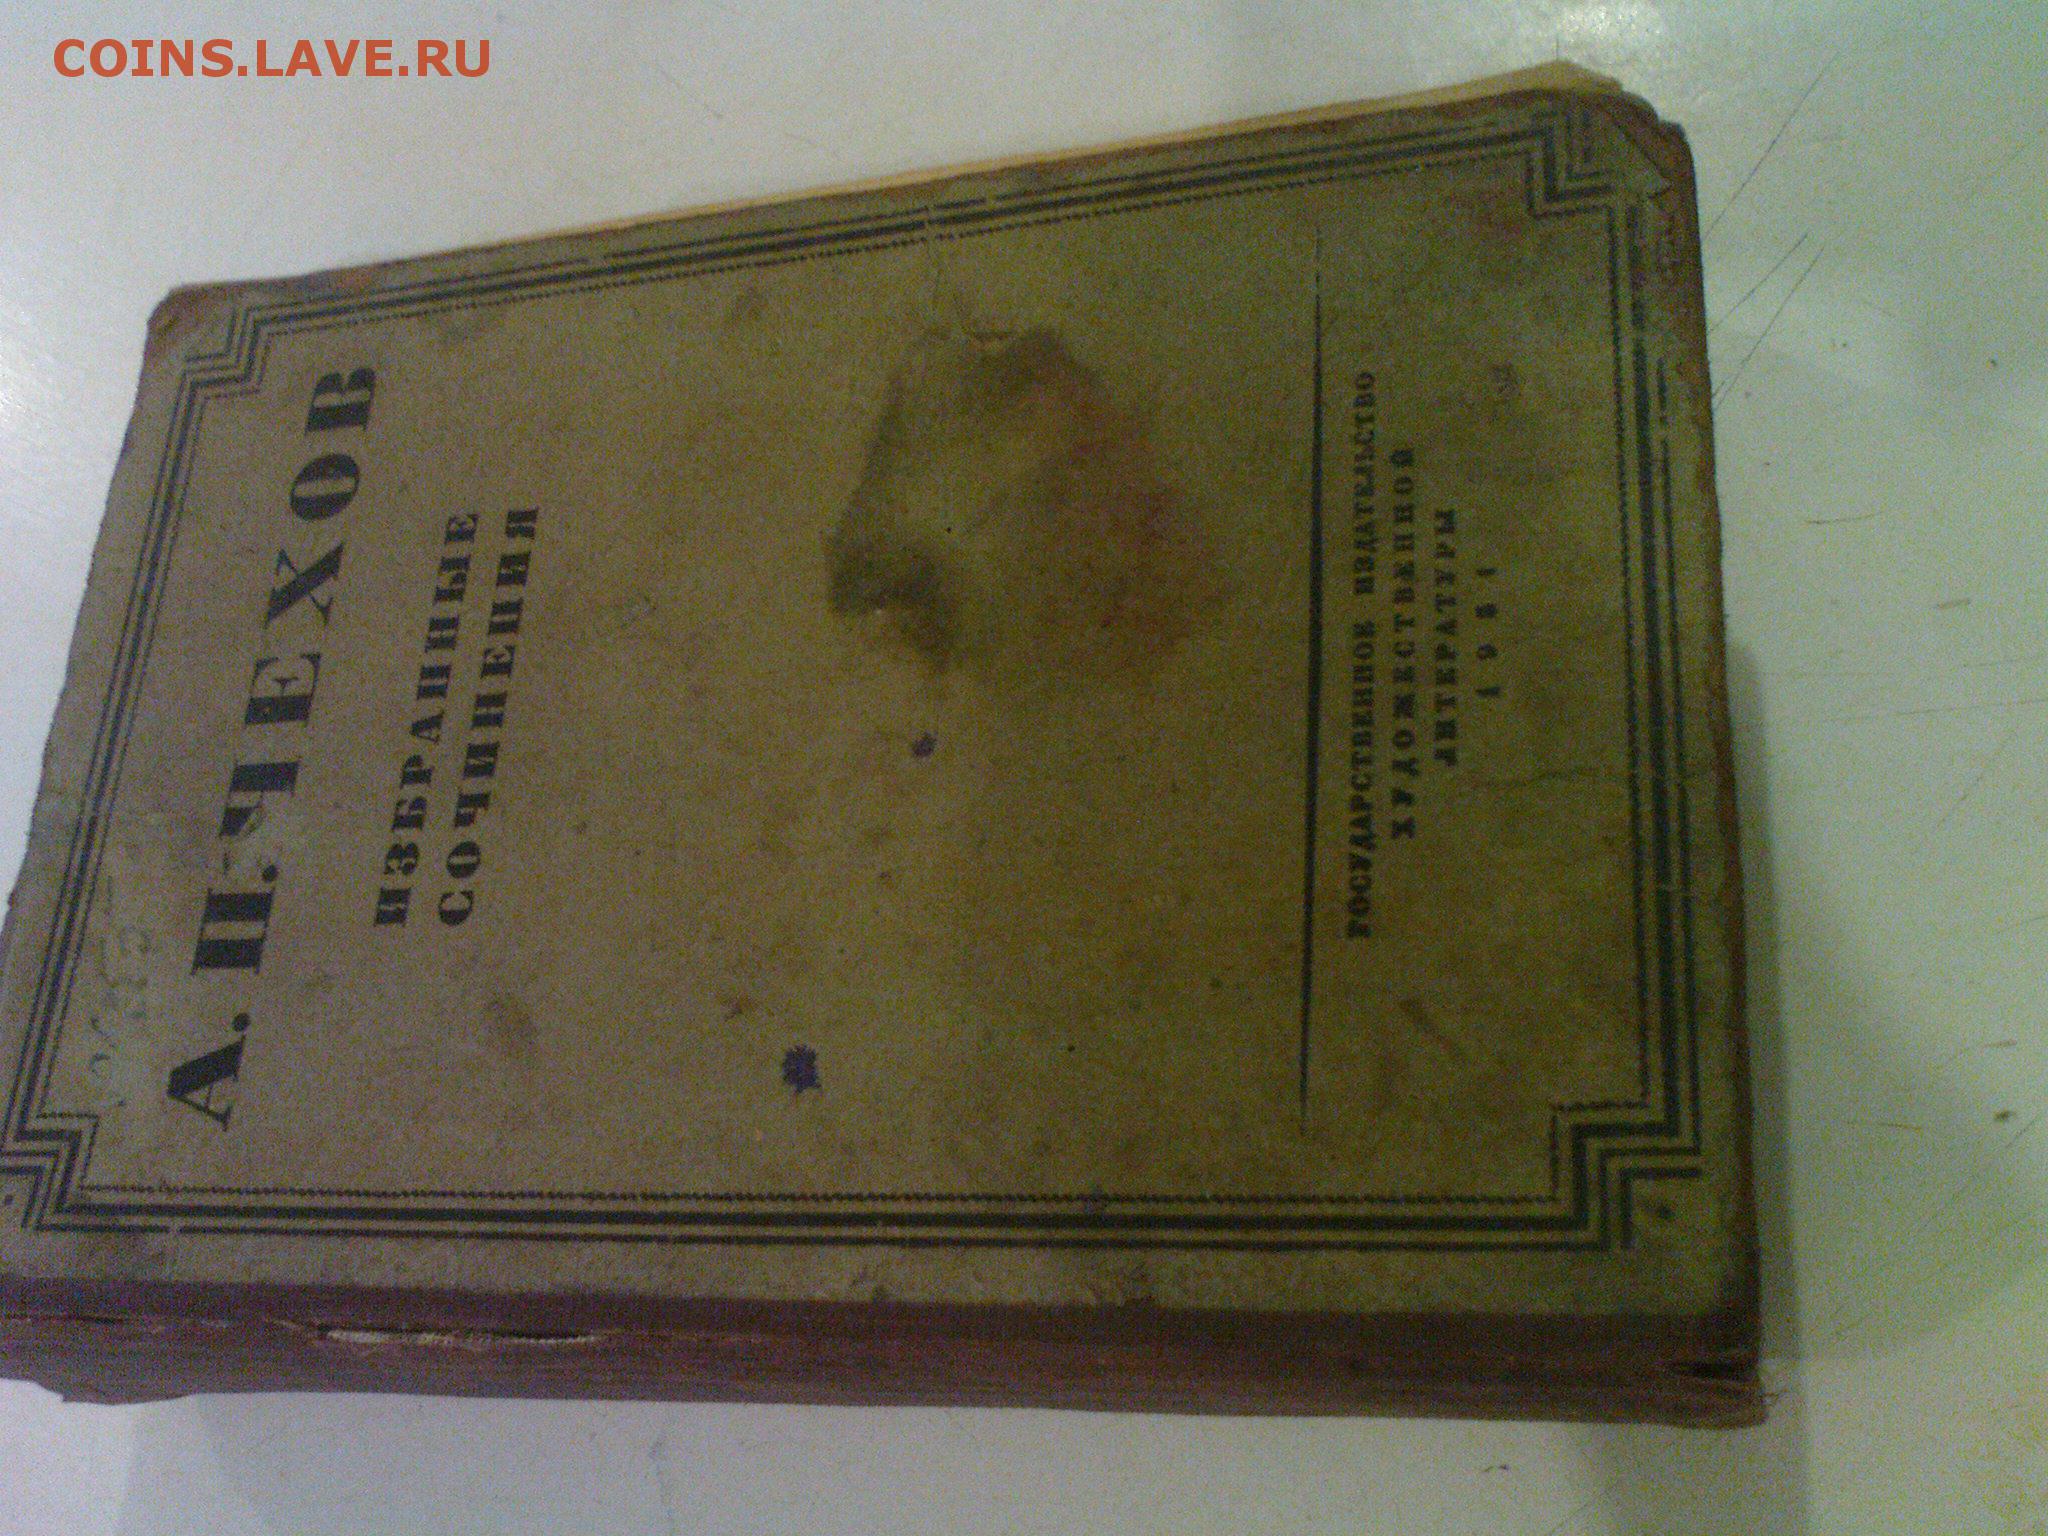 COINS.LAVE.RU
А. П. ЧЕХОВ
ИЗБРАННЫЕ
СОЧИНЕНИЯ
ГОСУДАРСТВЕННОЕ ИЗДАТЕЛЬСТВО
ХУДОЖЕСТВЕННОЙ
ЛИТЕРАТУРЫ